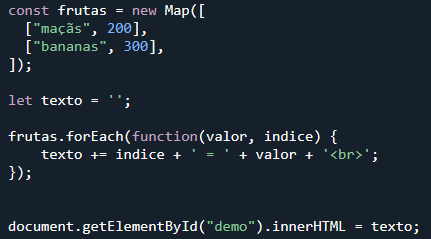 const frutas = new Map([
  ["maçãs", 200],
  ["bananas", 300],
]);

let texto = '';

frutas.forEach(function(valor, indice) {
    texto += indice + ' = ' + valor + '<br>';
});

document.getElementById("demo").innerHTML = texto;